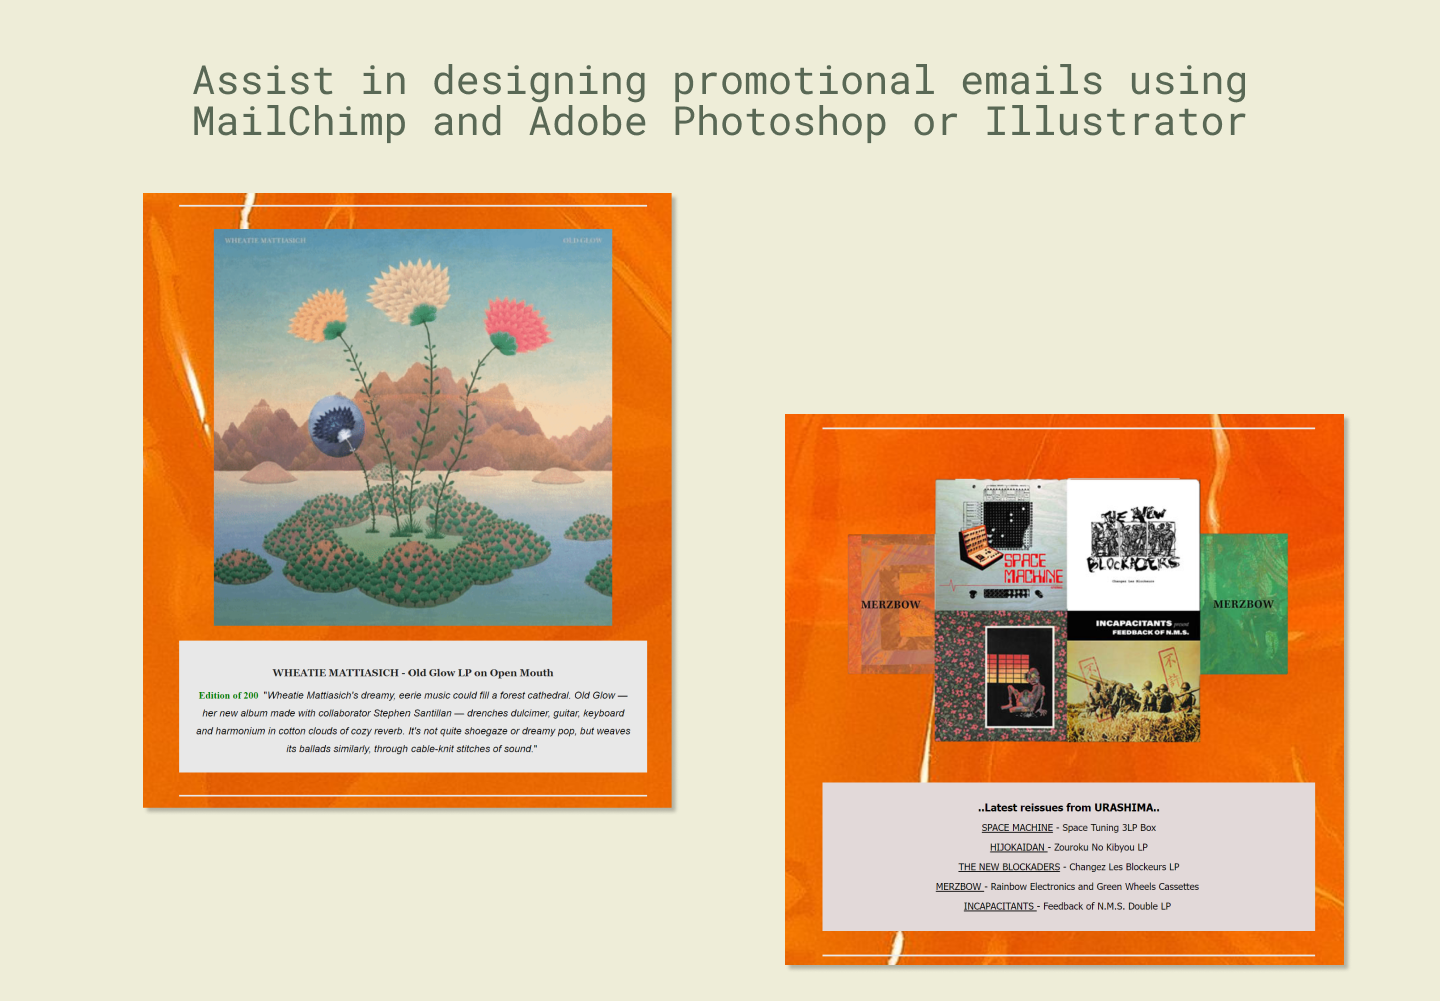 Assist in designing promotional emails using
MailChimp and Adobe Photoshop or Illustrator
WHEATIE MATTIASICH
OLD GLOW
WHEATIE MATTIASICH - Old Glow LP on Open Mouth
Edition of 200 "Wheatie Mattiasich's dreamy, eerie music could fill a forest cathedral. Old Glow —
her new album made with collaborator Stephen Santillan — drenches dulcimer, guitar, keyboard
and harmonium in cotton clouds of cozy reverb. It's not quite shoegaze or dreamy pop, but weaves
its ballads similarly, through cable-knit stitches of sound."
SPACE
MACHINE
THE NEW
BLOCKADERS
Changez Les Blockeurs
MERZBOW
MERZBOW
INCAPACITANTS present
FEEDBACK OF N.M.S.
不
不
..Latest reissues from URASHIMA..
SPACE MACHINE - Space Tuning 3LP Box
HIJOKAIDAN - Zouroku No Kibyou LP
THE NEW BLOCKADERS - Changez Les Blockeurs LP
MERZBOW - Rainbow Electronics and Green Wheels Cassettes
INCAPACITANTS - Feedback of N.M.S. Double LP